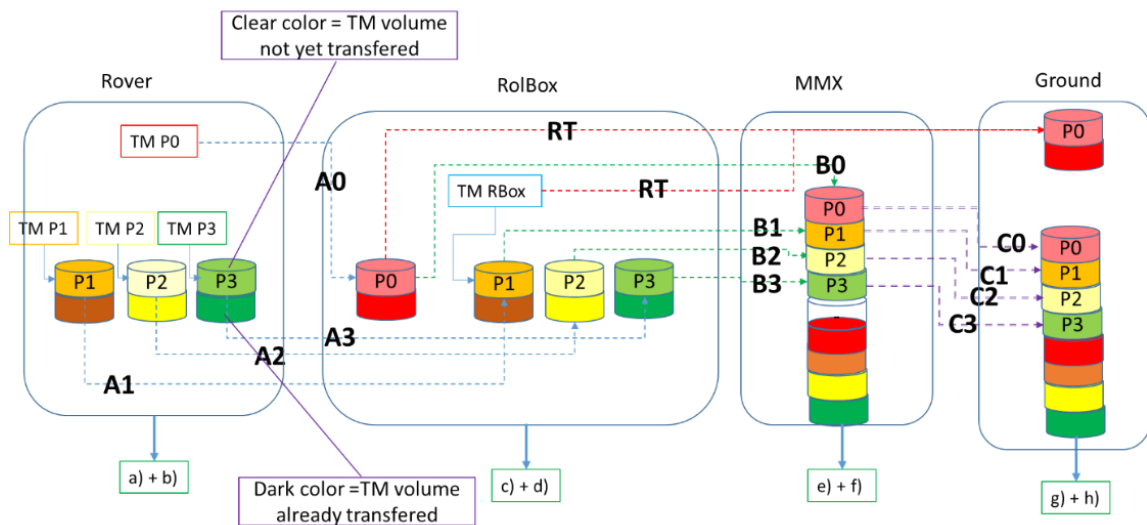 Clear color = TM volume
not yet transfered
Rover
RolBox
MMX
Ground
TM P0
A0
RT
B0
P0
TM RBox
RT
P0
TM P1
TM P2
TM P3
B1
P1
C0
P0
P1
P2
P3
P0
P1
P2
P3
B2
P2
C1
P1
B3
P3
C2
P2
A3
-
C3
P3
A2
A1
a) + b)
c) + d)
e) + f)
g) + h)
Dark color =TM volume
already transfered